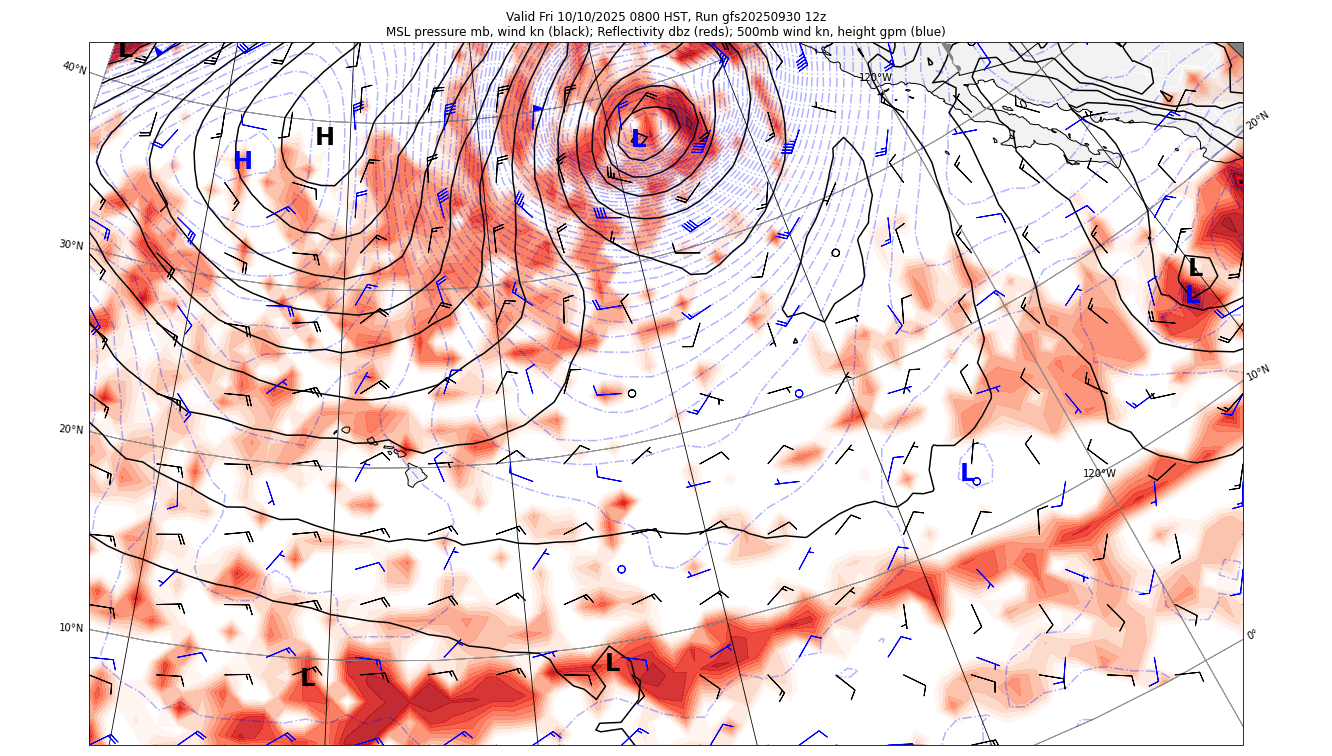 Valid Fri 10/10/2025 0800 HST, Run gfs20250930 12z
MSL pressure mb, wind kn (black); Reflectivity dbz (reds); 500mb wind kn, height gpm (blue)
L
40°N
120°W
20°N
H
H
L
30°N
L
L
10°N
20°N
L
120°W
10°N
0°
L
L